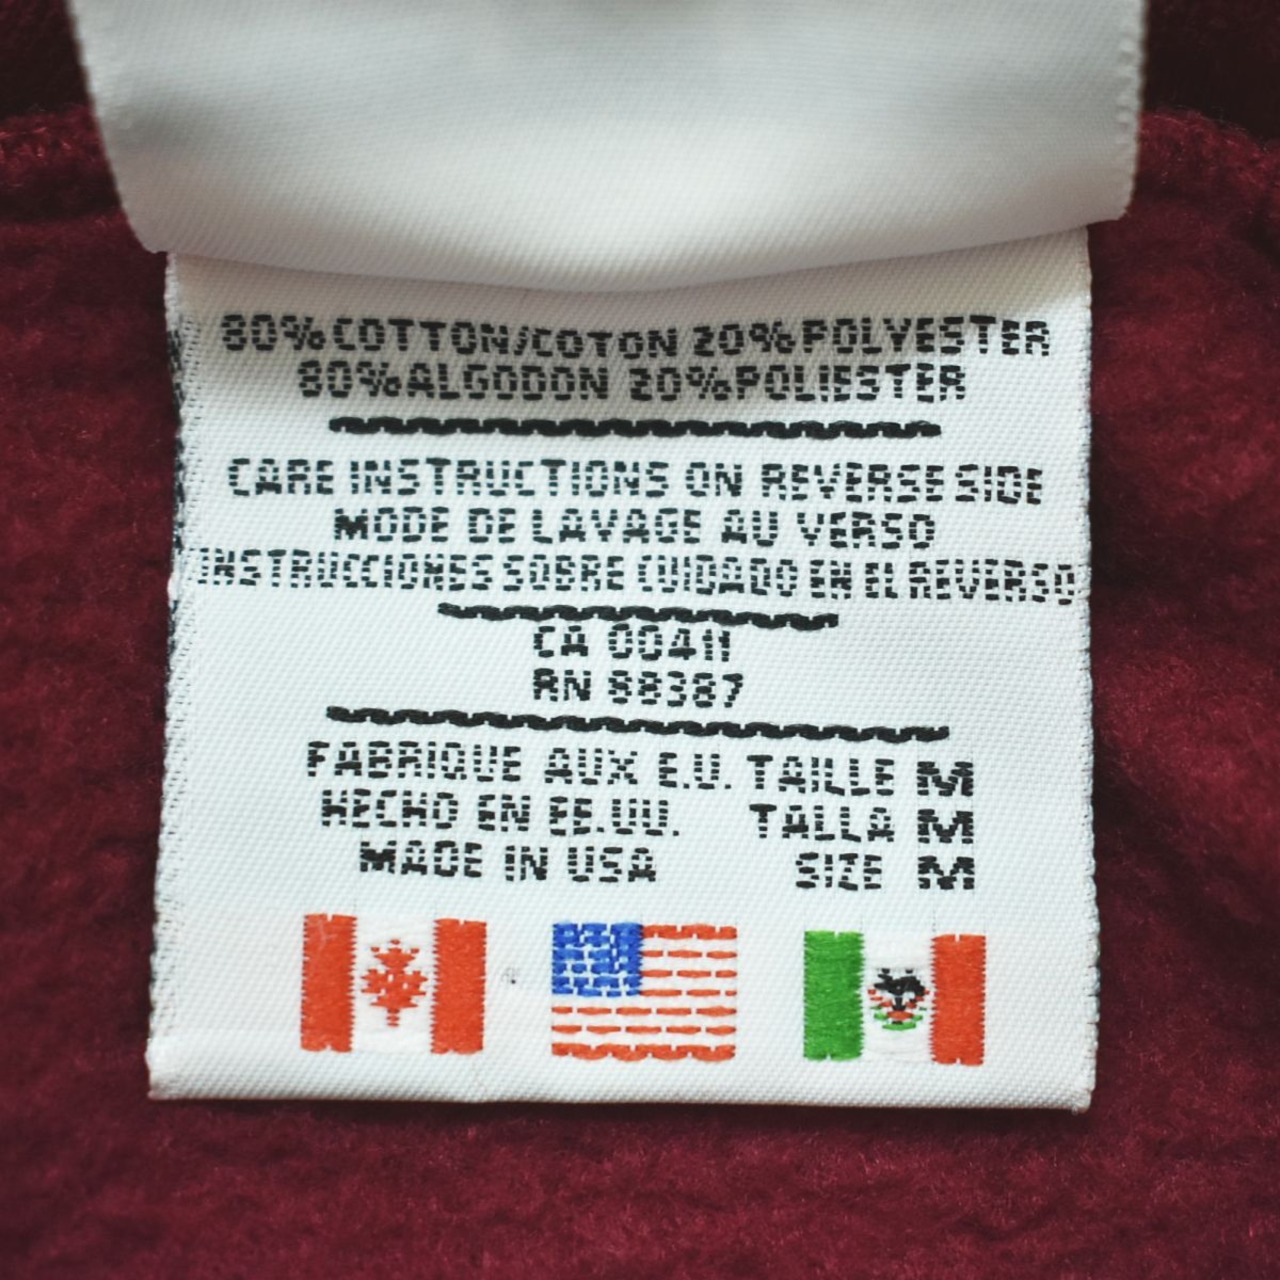 80% COTTON/COTON 20% POLYESTER
80% ALGODON 20% POLIESTER
CARE INSTRUCTIONS ON REVERSE SIDE
MODE DE LAVAGE AU VERSO
INSTRUCCIONES SOBRE CUIDADO EN EL REVERSO
CA 00411
RN 88387
FABRIQUE AUX E.U. TAILLE M
HECHO EN EE.UU. TALLA M
MADE IN USA SIZE M